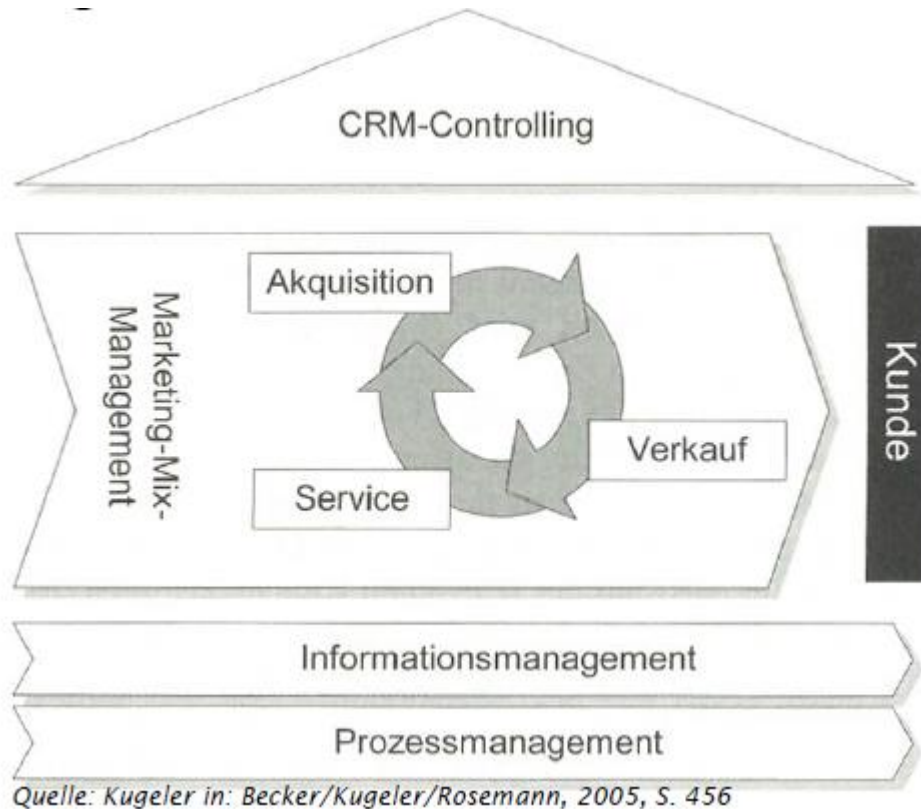 CRM-Controlling
Marketing-Mix-
Management
Akquisition
Verkauf
Service
Kunde
Informationsmanagement
Prozessmanagement
Quelle: Kugeler in: Becker/Kugeler/Rosemann, 2005, S. 456